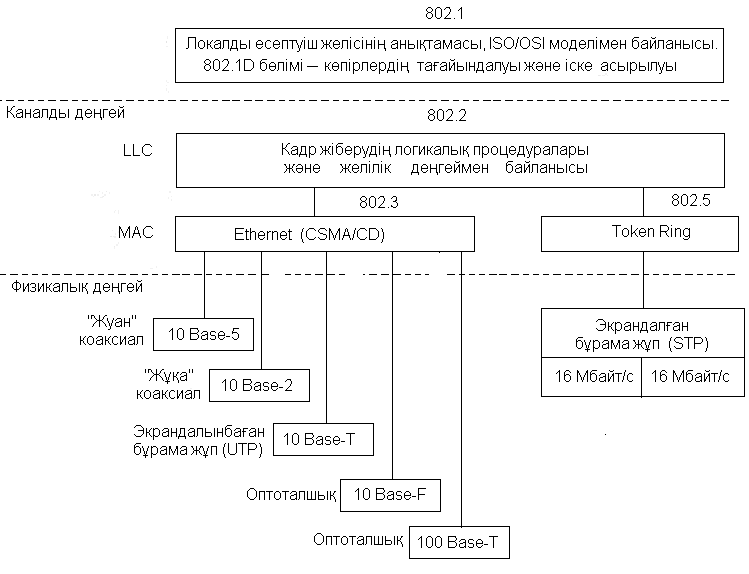 802.1
Локалды есептуіш желісінің анықтамасы, ISO/OSI моделімен байланысы.
802.1D бөлімі — көпірлердің тағайындалуы және іске асырылуы
Каналды деңгей
802.2
LLC
Кадр жіберудің логикалық процедуралары
және желілік деңгеймен байланысы
802.3
802.5
MAC
Ethernet (CSMA/CD)
Token Ring
Физикалық деңгей
"Жуан"
коаксиал
10 Base-5
Экрандалған
бұрама жұп (STP)
16 Мбайт/с
16 Мбайт/с
"Жұқа"
коаксиал
10 Base-2
Экрандалынбаған
бұрама жұп (UTP)
10 Base-T
Оптоталшық
10 Base-F
Оптоталшық
100 Base-T